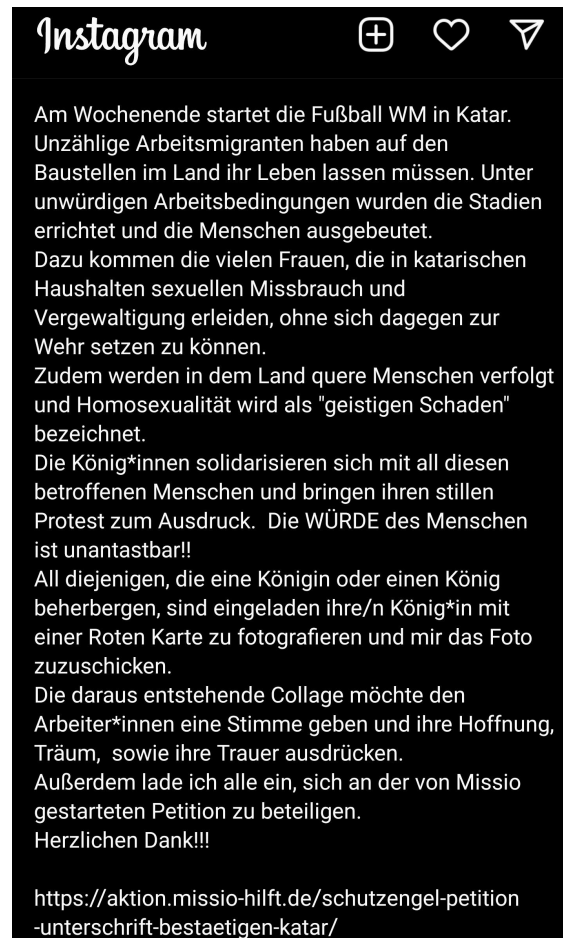 Instagram
Am Wochenende startet die Fußball WM in Katar.
Unzählige Arbeitsmigranten haben auf den
Baustellen im Land ihr Leben lassen müssen. Unter
unwürdigen Arbeitsbedingungen wurden die Stadien
errichtet und die Menschen ausgebeutet.
Dazu kommen die vielen Frauen, die in katarischen
Haushalten sexuellen Missbrauch und
Vergewaltigung erleiden, ohne sich dagegen zur
Wehr setzen zu können.
Zudem werden in dem Land quere Menschen verfolgt
und Homosexualität wird als "geistigen Schaden"
bezeichnet.
Die König*innen solidarisieren sich mit all diesen
betroffenen Menschen und bringen ihren stillen
Protest zum Ausdruck.  Die WÜRDE des Menschen
ist unantastbar!!
All diejenigen, die eine Königin oder einen König
beherbergen, sind eingeladen ihre/n König*in mit
einer Roten Karte zu fotografieren und mir das Foto
zuzuschicken.
Die daraus entstehende Collage möchte den
Arbeiter*innen eine Stimme geben und ihre Hoffnung,
Träum,  sowie ihre Trauer ausdrücken.
Außerdem lade ich alle ein, sich an der von Missio
gestarteten Petition zu beteiligen.
Herzlichen Dank!!!
https://aktion.missio-hilft.de/schutzengel-petition
-unterschrift-bestaetigen-katar/